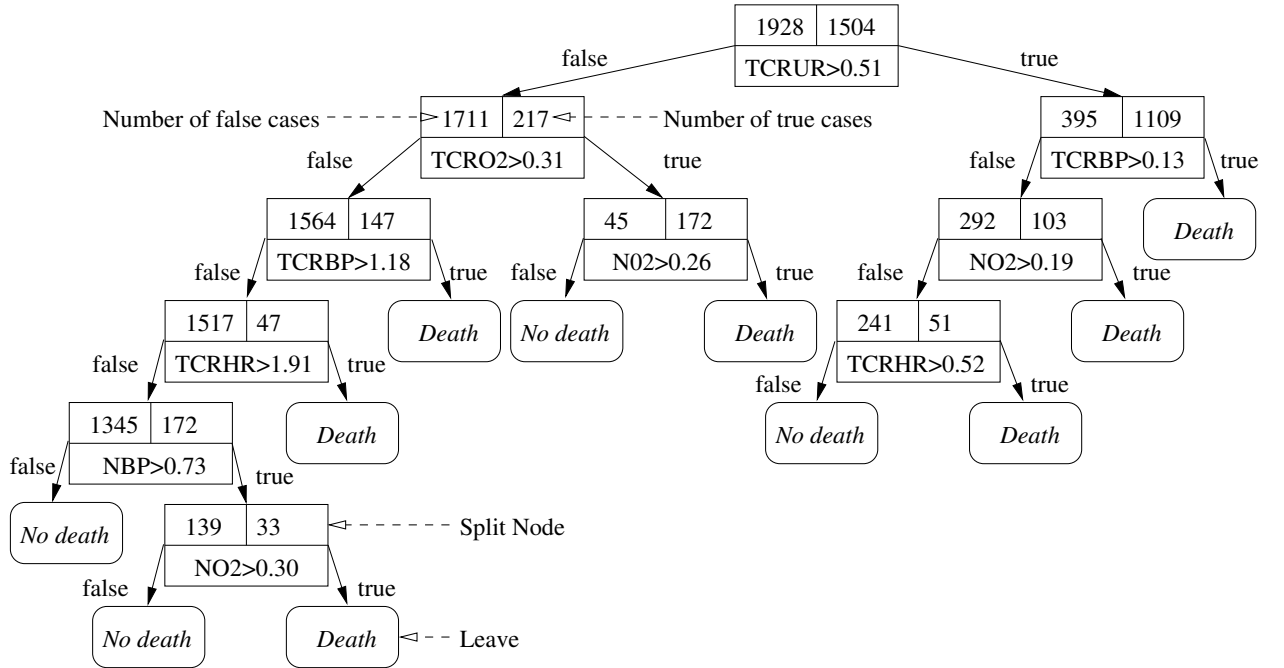 1928 1504
false
TCRUR>0.51
true
Number of false cases
1711 217
Number of true cases
395 1109
false
TCRO2>0.31
true
false
TCRBP>0.13
true
1564 147
45 172
292 103
Death
false
TCRBP>1.18
true
false
N02>0.26
true
false
NO2>0.19
true
1517 47
Death
No death
Death
241 51
Death
false
TCRHR>1.91
true
false
TCRHR>0.52
true
1345 172
Death
No death
Death
false
NBP>0.73
true
No death
139 33
Split Node
false
NO2>0.30
true
No death
Death
Leave